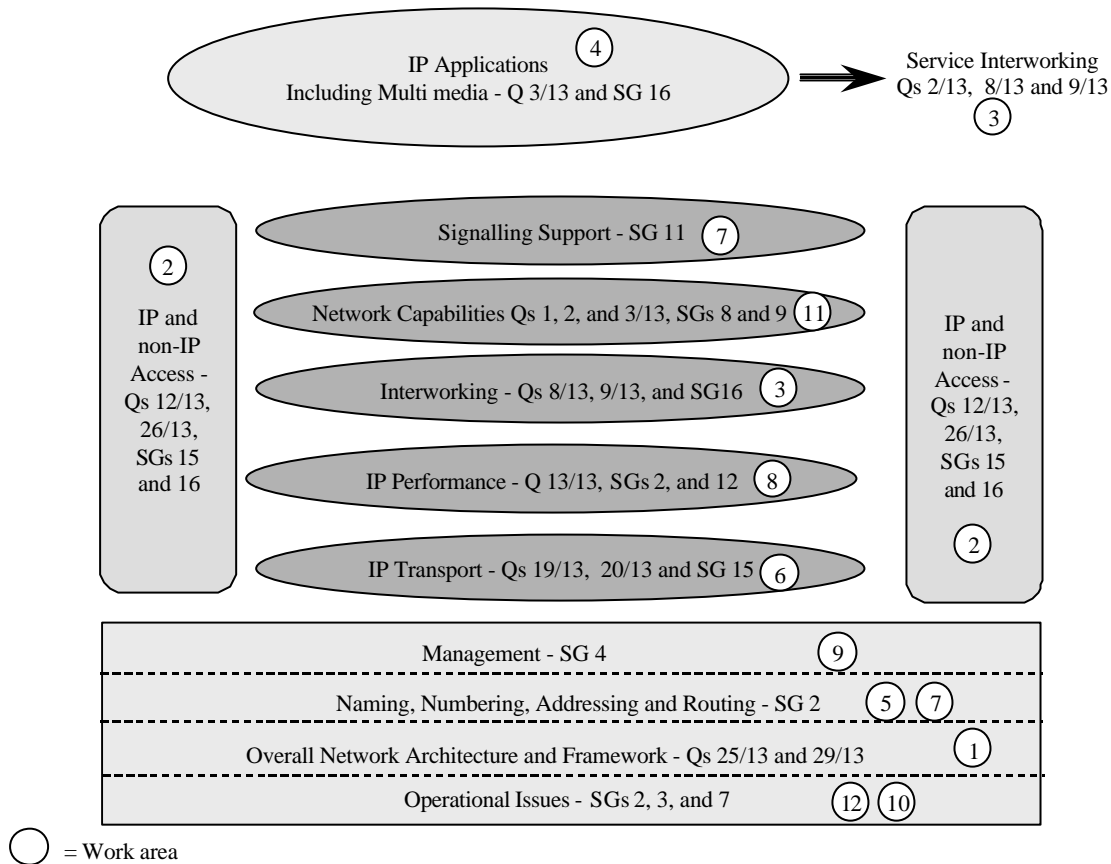 4
IP Applications
Including Multi media - Q 3/13 and SG 16
Service Interworking
Qs 2/13, 8/13 and 9/13
3
2
IP and
non-IP
Access -
Qs 12/13,
26/13,
SGs 15
and 16
Signalling Support - SG 11 7
Network Capabilities Qs 1, 2, and 3/13, SGs 8 and 9 11
Interworking - Qs 8/13, 9/13, and SG16 3
IP Performance - Q 13/13, SGs 2, and 12 8
IP Transport - Qs 19/13, 20/13 and SG 15 6
IP and
non-IP
Access -
Qs 12/13,
26/13,
SGs 15
and 16
2
Management - SG 4 9
Naming, Numbering, Addressing and Routing - SG 2 5 7
Overall Network Architecture and Framework - Qs 25/13 and 29/13 1
Operational Issues - SGs 2, 3, and 7 12 10
= Work area